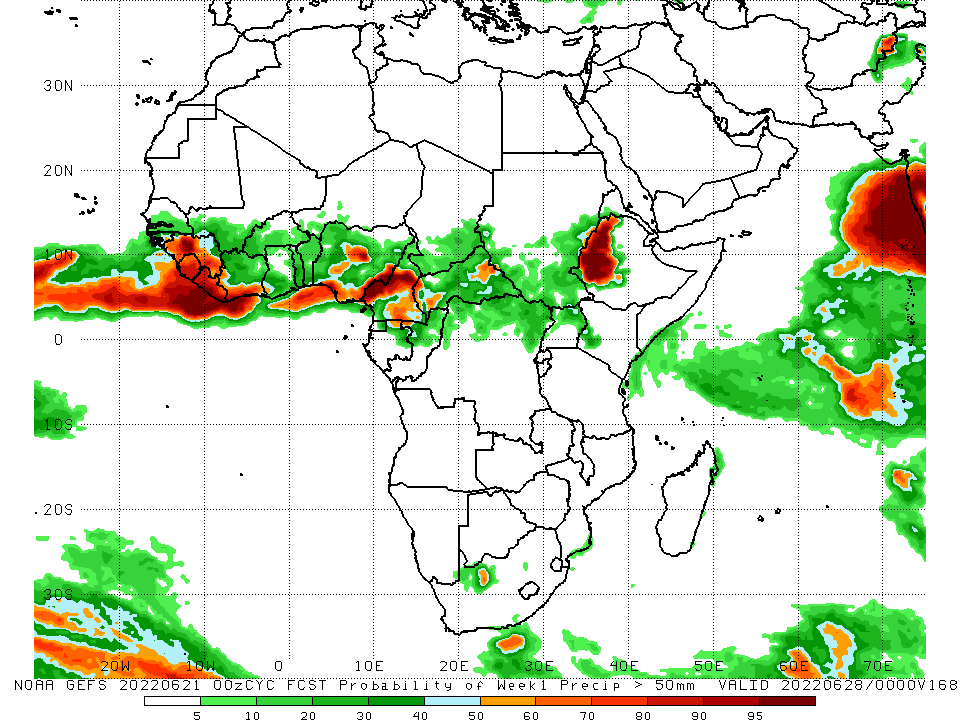 30N
20N
10N
0
10S
.20S
30S
20W 10W 0 10E 20E 30E 40E 50E 60E 70E
NOAA GEFS 20220621 00zCYC FCST Probability of Week1 Precip > 50mm VALID 20220628/0000V168
5 10 20 30 40 50 60 70 80 90 95